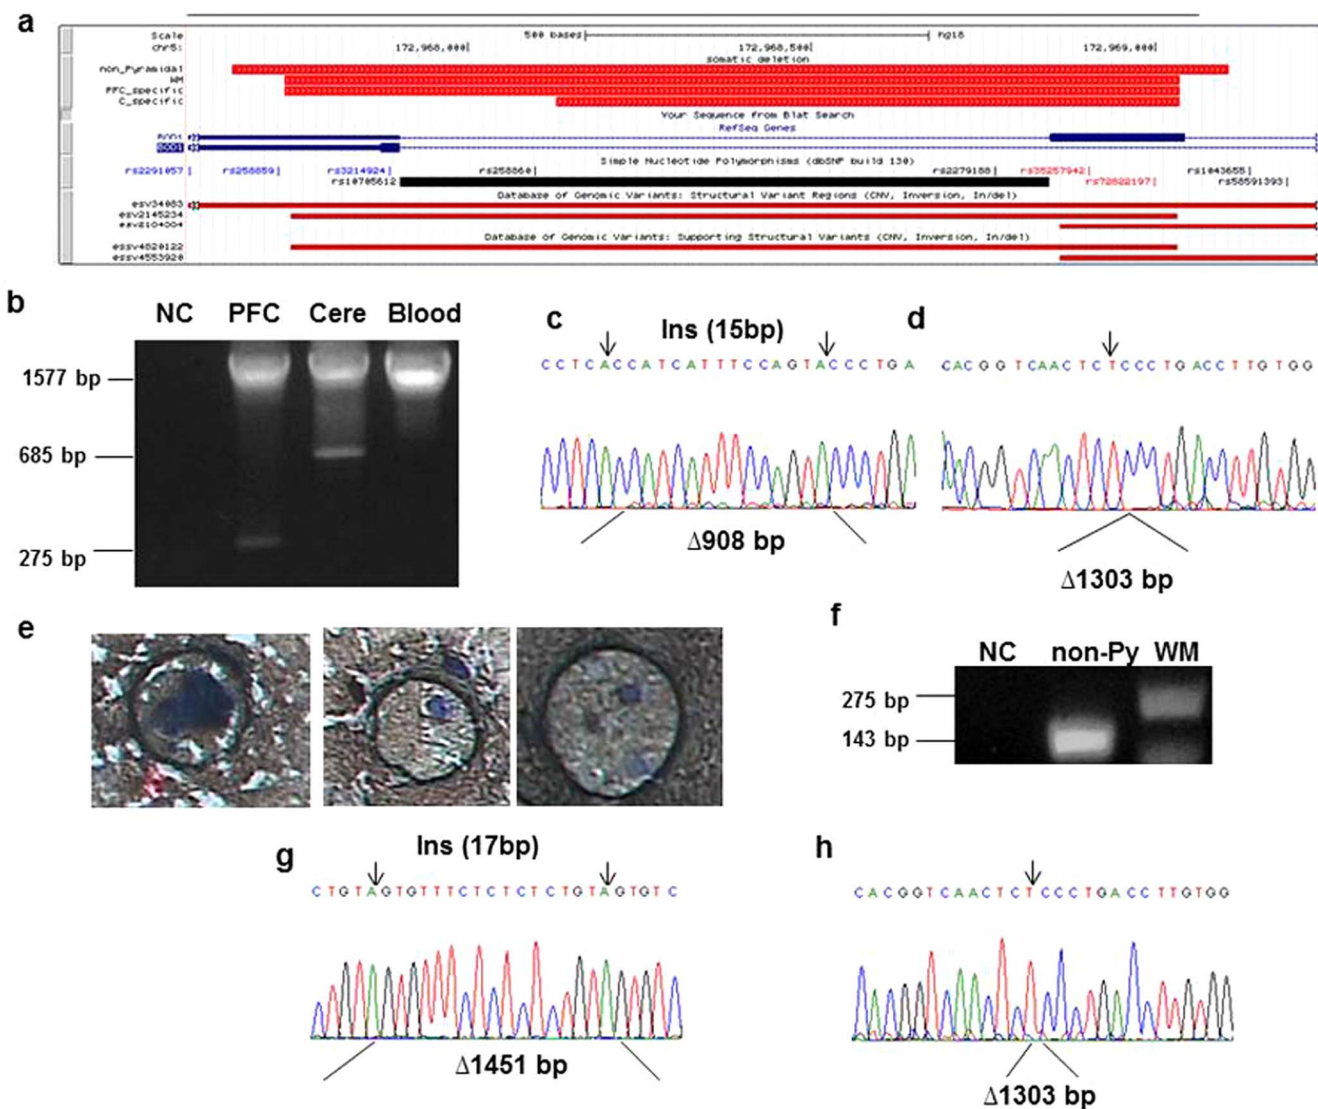 a
Scale 500 bases hg18
chr5: 172,968,000 172,968,500 172,969,000
somatic deletion
non_Pyramidal
WM
PFC_specific
C_specific
Your Sequence from Blat Search
RefSeq Genes
BOD1
BOD1
Simple Nucleotide Polymorphisms (dbSNP build 130)
rs2291057 rs258859 rs3214924 rs258860 rs2279188 rs35257942 rs1043655
rs10705612 rs72822197 rs58591393
Database of Genomic Variants: Structural Variant Regions (CNV, Inversion, In/del)
esv34083
esv2145234
Database of Genomic Variants: Supporting Structural Variants (CNV, Inversion, In/del)
essv4820122
essv4553920
b
NC PFC Cere Blood
1577 bp
685 bp
275 bp
c
Ins (15bp)
CCTCACCATCATTTCCAGTACCCTGA
Δ908 bp
d
CACGGTCAACTCTCCCTGACCTTGTGG
Δ1303 bp
e
f
NC non-Py WM
275 bp
143 bp
g
Ins (17bp)
CTGTAGTGTTTCTCTCTCTGTAGTGTC
Δ1451 bp
h
CACGGTCAACTCTCCCTGACCTTGTGG
Δ1303 bp